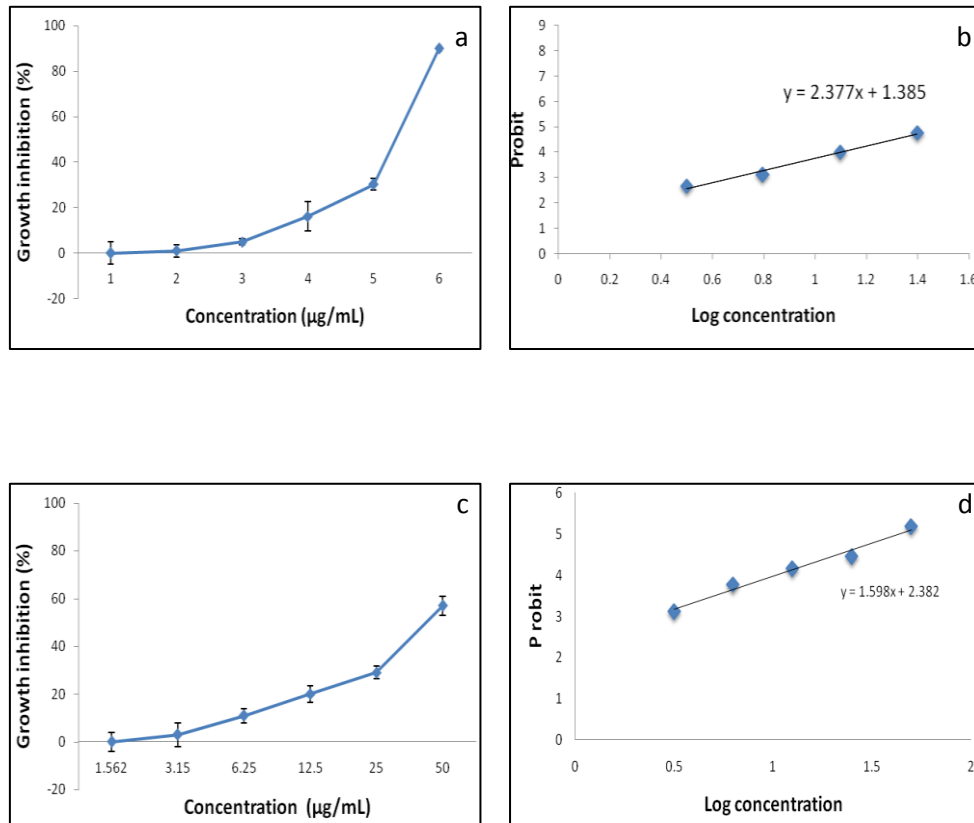 a
100
80
60
40
20
0
-20
1 2 3 4 5 6
Growth inhibition (%)
Concentration (µg/mL)
b
9
8
7
6
5
4
3
2
1
0
0 0.2 0.4 0.6 0.8 1 1.2 1.4 1.6
y = 2.377x + 1.385
Probit
Log concentration
c
100
80
60
40
20
0
-20
1.562 3.15 6.25 12.5 25 50
Growth inhibition (%)
Concentration (µg/mL)
d
6
5
4
3
2
1
0
0 0.5 1 1.5 2
y = 1.598x + 2.382
P robit
Log concentration